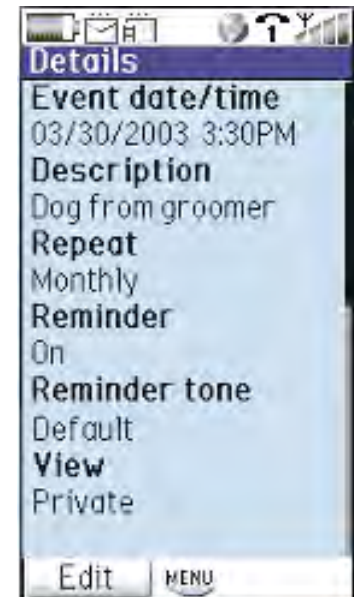 1
Details
Event date/time
03/30/2003 3:30PM
Description
Dog from groomer
Repeat
Monthly
Reminder
On
Reminder tone
Default
View
Private
Edit MENU